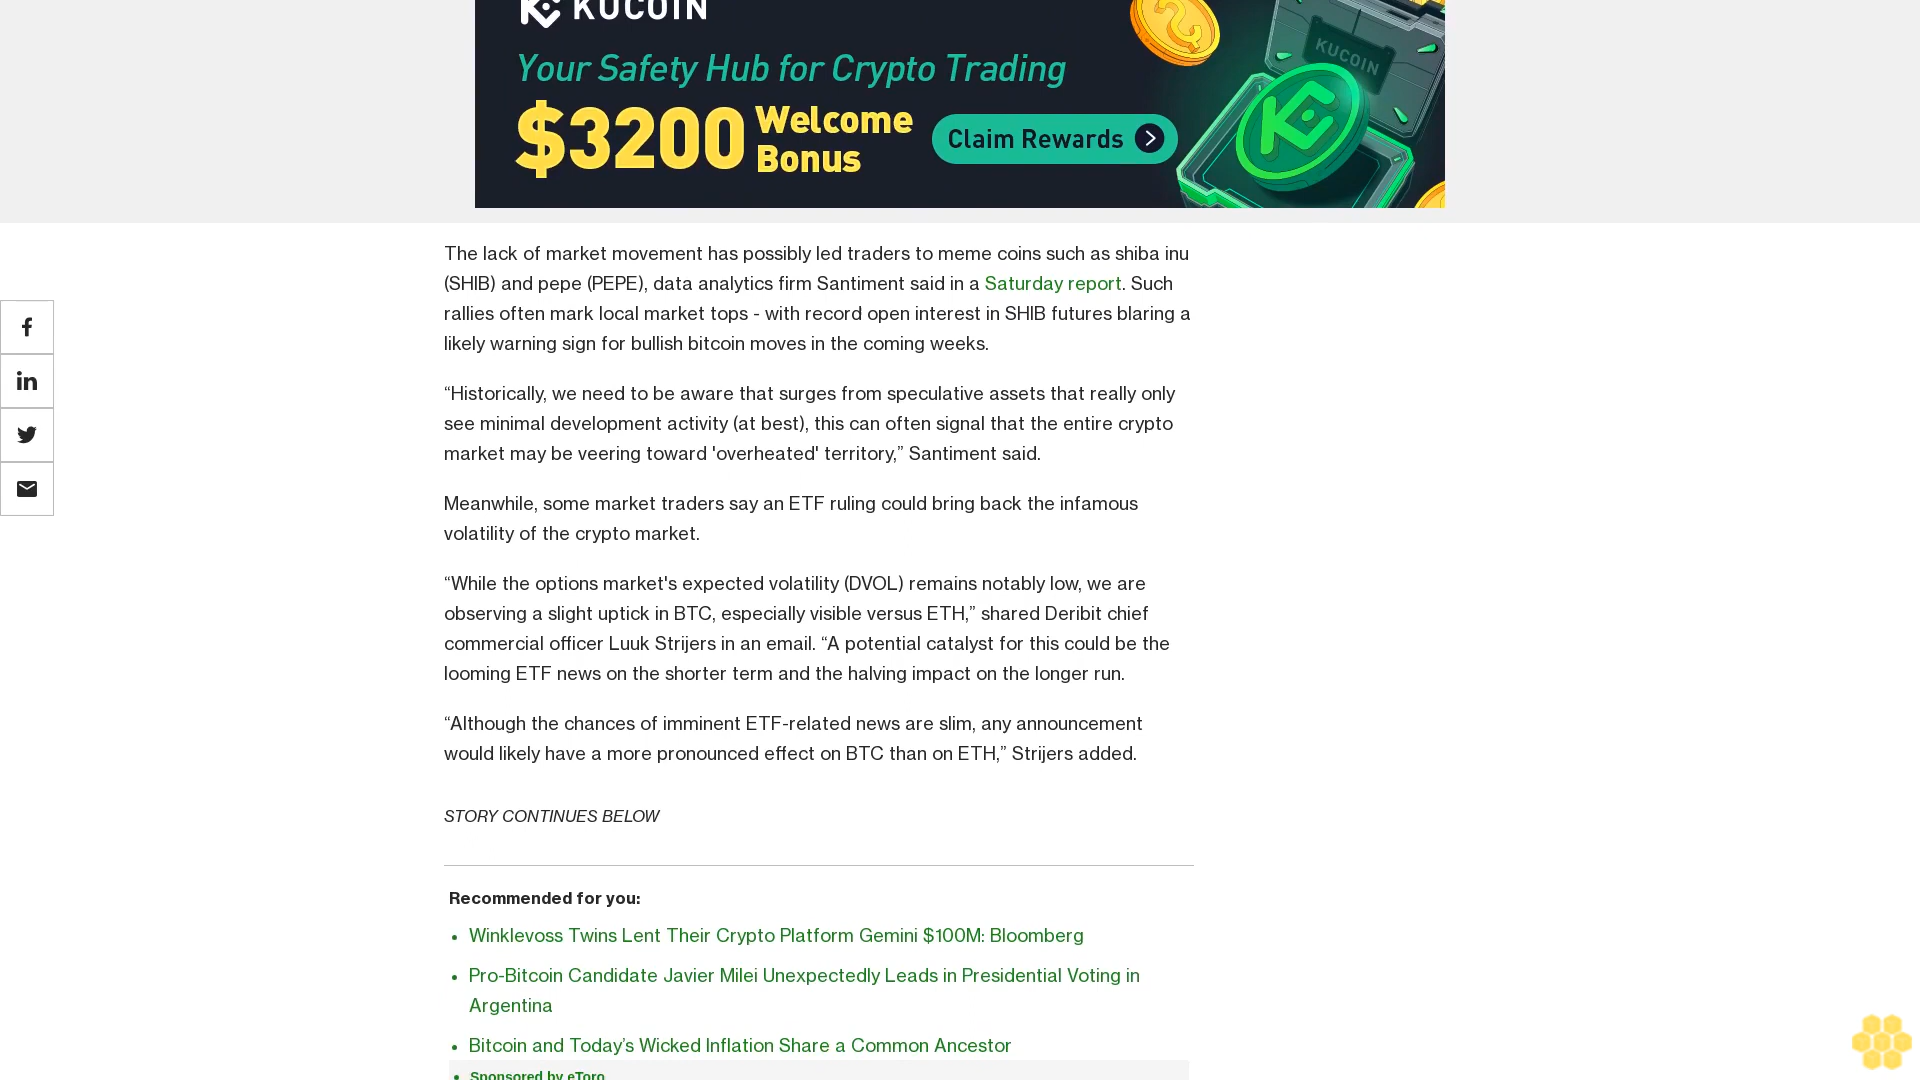 KUCOIN
Your Safety Hub for Crypto Trading
KUCOIN
$3200 Welcome Bonus
Claim Rewards
The lack of market movement has possibly led traders to meme coins such as shiba inu
(SHIB) and pepe (PEPE), data analytics firm Santiment said in a Saturday report. Such
rallies often mark local market tops - with record open interest in SHIB futures blaring a
likely warning sign for bullish bitcoin moves in the coming weeks.
“Historically, we need to be aware that surges from speculative assets that really only
see minimal development activity (at best), this can often signal that the entire crypto
market may be veering toward 'overheated' territory,” Santiment said.
Meanwhile, some market traders say an ETF ruling could bring back the infamous
volatility of the crypto market.
“While the options market's expected volatility (DVOL) remains notably low, we are
observing a slight uptick in BTC, especially visible versus ETH,” shared Deribit chief
commercial officer Luuk Strijers in an email. “A potential catalyst for this could be the
looming ETF news on the shorter term and the halving impact on the longer run.
“Although the chances of imminent ETF-related news are slim, any announcement
would likely have a more pronounced effect on BTC than on ETH,” Strijers added.
STORY CONTINUES BELOW
Recommended for you:
• Winklevoss Twins Lent Their Crypto Platform Gemini $100M: Bloomberg
• Pro-Bitcoin Candidate Javier Milei Unexpectedly Leads in Presidential Voting in
Argentina
• Bitcoin and Today’s Wicked Inflation Share a Common Ancestor
• Sponsored by eToro